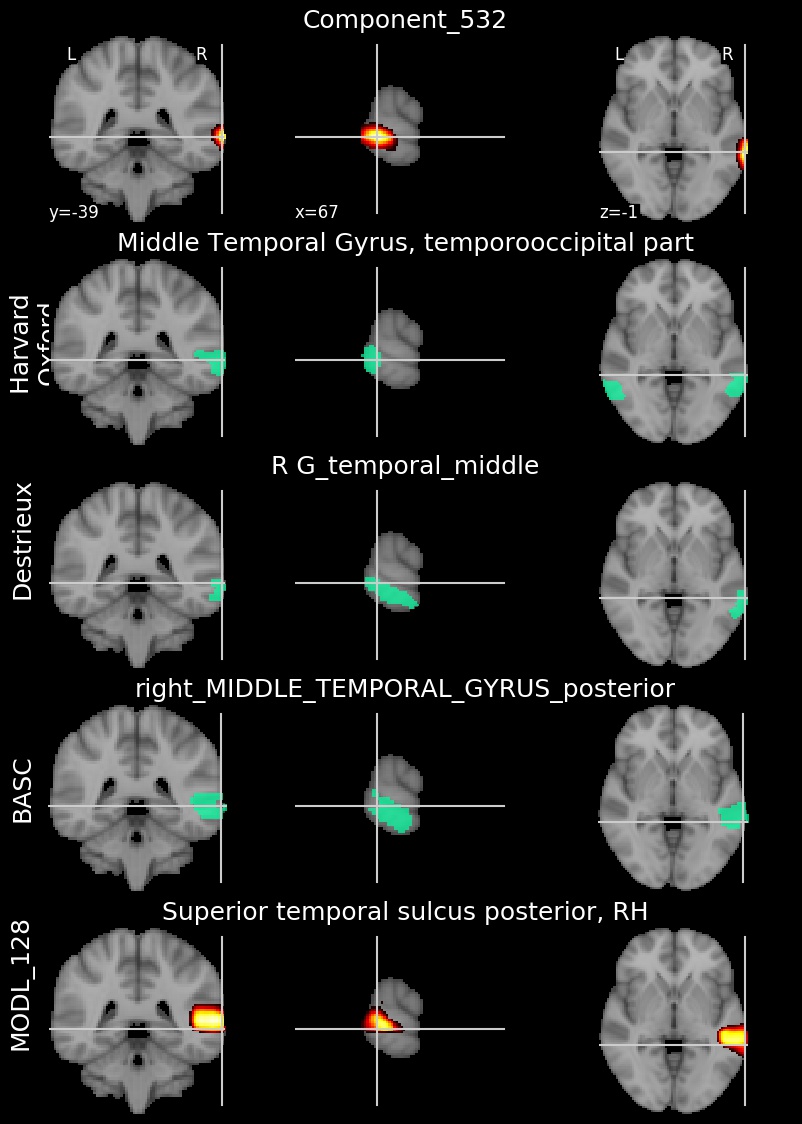 Component_532
L R L R
y=-39 x=67 z=-1
Middle Temporal Gyrus, temporooccipital part
Harvard
Oxford
R G_temporal_middle
Destrieux
right_MIDDLE_TEMPORAL_GYRUS_posterior
BASC
Superior temporal sulcus posterior, RH
MODL_128